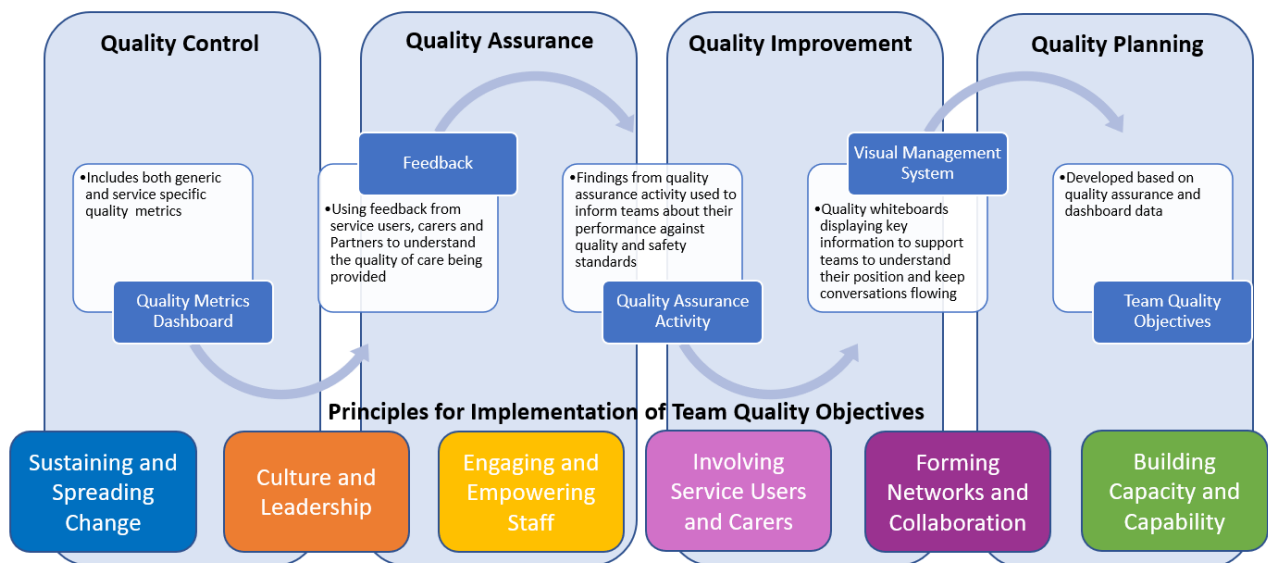 Quality Control
Quality Assurance
Quality Improvement
Quality Planning
•Includes both generic
and service specific
quality metrics
Quality Metrics
Dashboard
Feedback
•Using feedback from
service users, carers and
Partners to understand
the quality of care being
provided
•Findings from quality
assurance activity used to
inform teams about their
performance against
quality and safety
standards
Quality Assurance
Activity
Visual Management
System
•Quality whiteboards
displaying key
information to support
teams to understand
their position and keep
conversations flowing
•Developed based on
quality assurance and
dashboard data
Team Quality
Objectives
Principles for Implementation of Team Quality Objectives
Sustaining and
Spreading
Change
Culture and
Leadership
Engaging and
Empowering
Staff
Involving
Service Users
and Carers
Forming
Networks and
Collaboration
Building
Capacity and
Capability